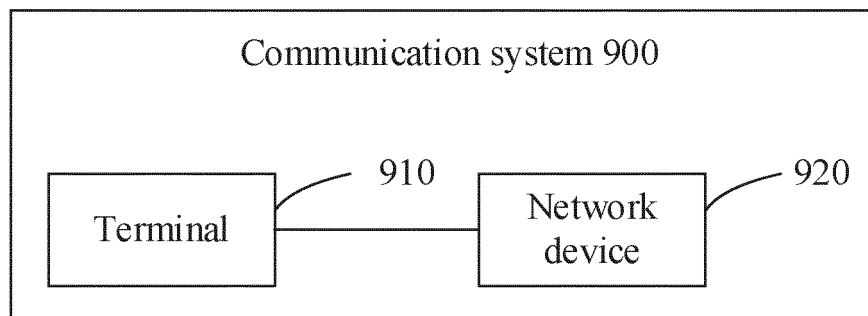 Communication system 900
910
920
Terminal
Network
device